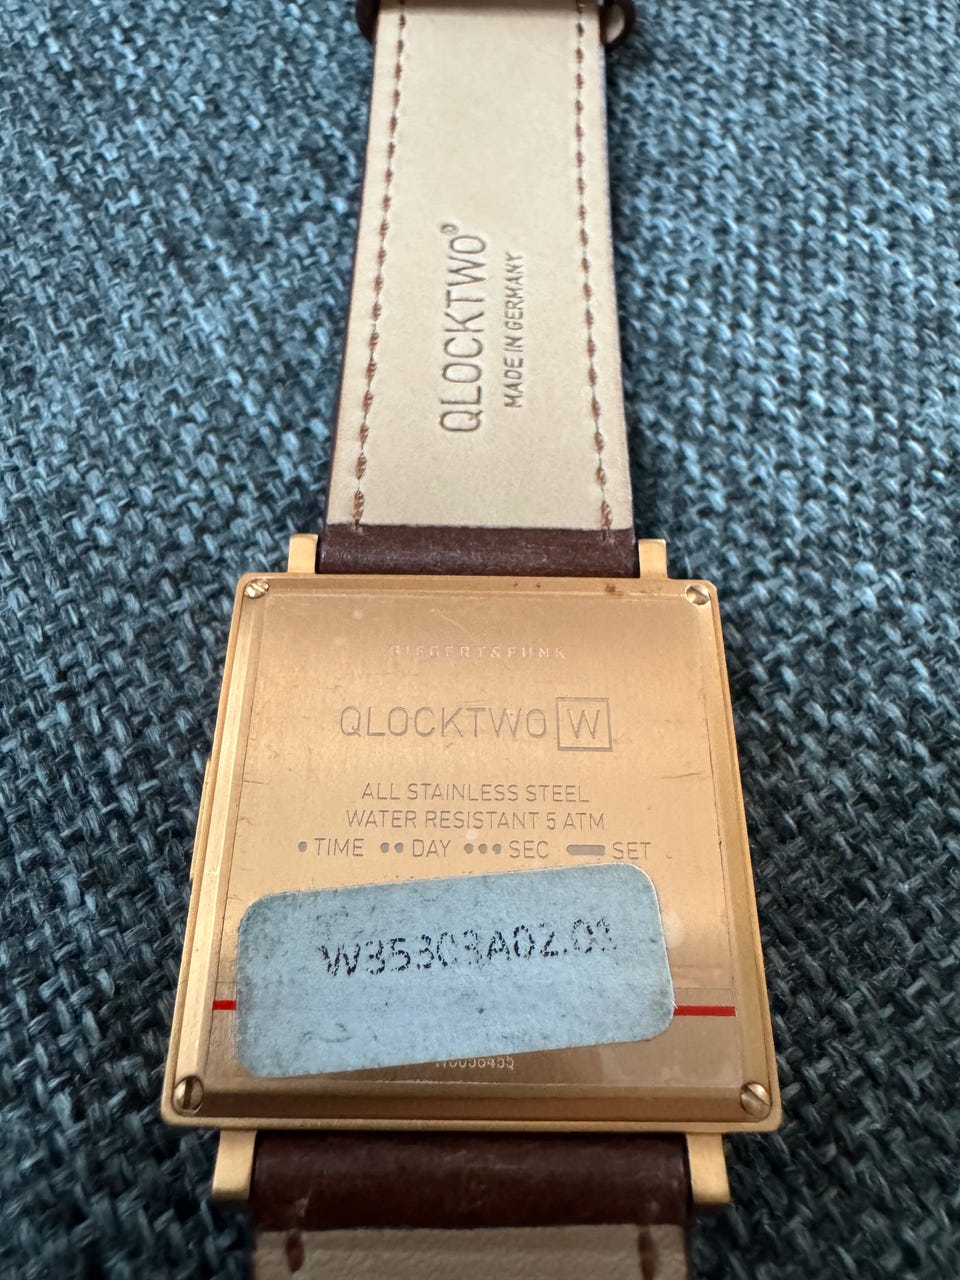 QLOCKTWO®
MADE IN GERMANY
BIEGERT&FUNK
QLOCKTWO W
ALL STAINLESS STEEL
WATER RESISTANT 5 ATM
• TIME •• DAY ••• SEC — SET